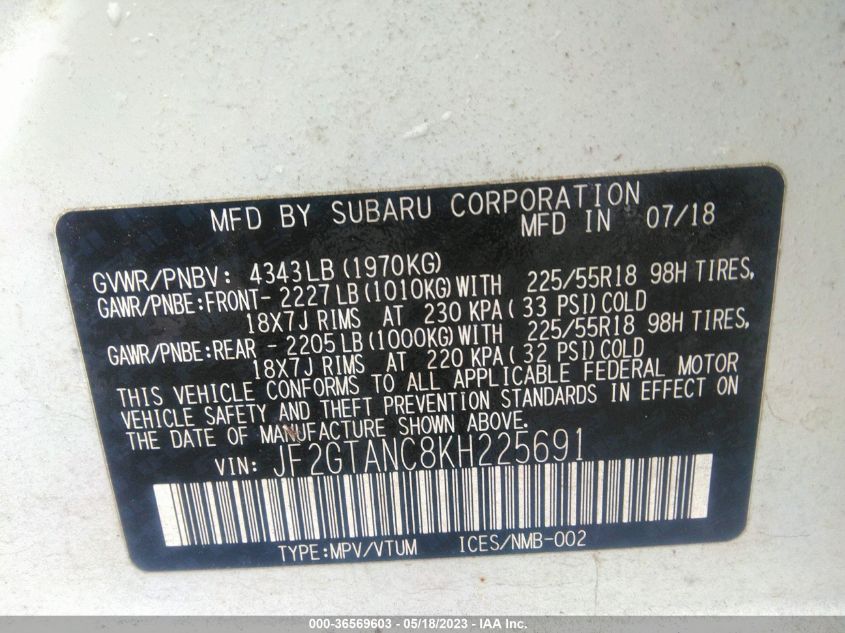 MFD BY SUBARU CORPORATION
MFD IN 07/18
GVWR/PNBV: 4343LB (1970KG)
GAWR/PNBE:FRONT- 2227 LB (1010KG) WITH 225/55R18 98H TIRES,
18X7J RIMS AT 230 KPA ( 33 PSI) COLD
GAWR/PNBE:REAR - 2205 LB (1000KG) WITH 225/55R18 98H TIRES,
18X7J RIMS AT 220 KPA ( 32 PSI) COLD
THIS VEHICLE CONFORMS TO ALL APPLICABLE FEDERAL MOTOR
VEHICLE SAFETY AND THEFT PREVENTION STANDARDS IN EFFECT ON
THE DATE OF MANUFACTURE SHOWN ABOVE.
VIN: JF2GTANC8KH225691
TYPE:MPV/VTUM ICES/NMB-002
000-36569603 - 05/18/2023 - IAA Inc.